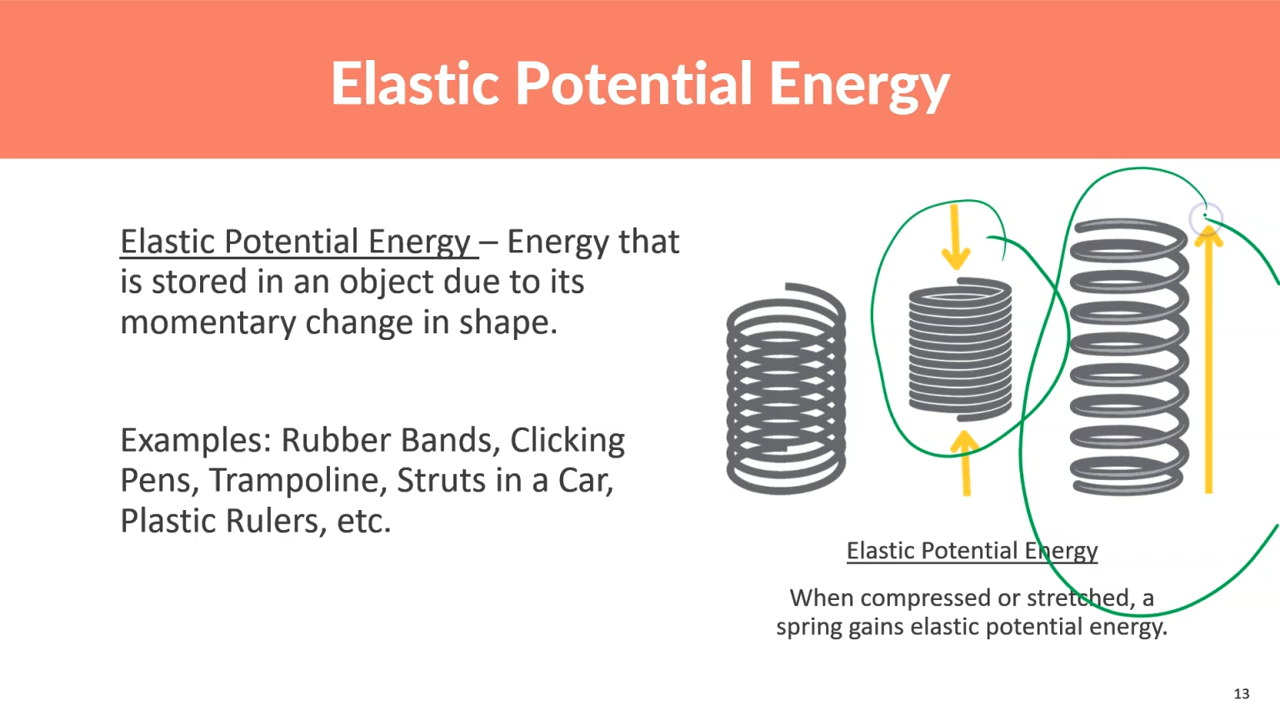 Elastic Potential Energy
Elastic Potential Energy – Energy that
is stored in an object due to its
momentary change in shape.
Examples: Rubber Bands, Clicking
Pens, Trampoline, Struts in a Car,
Plastic Rulers, etc.
Elastic Potential Energy
When compressed or stretched, a
spring gains elastic potential energy.
13